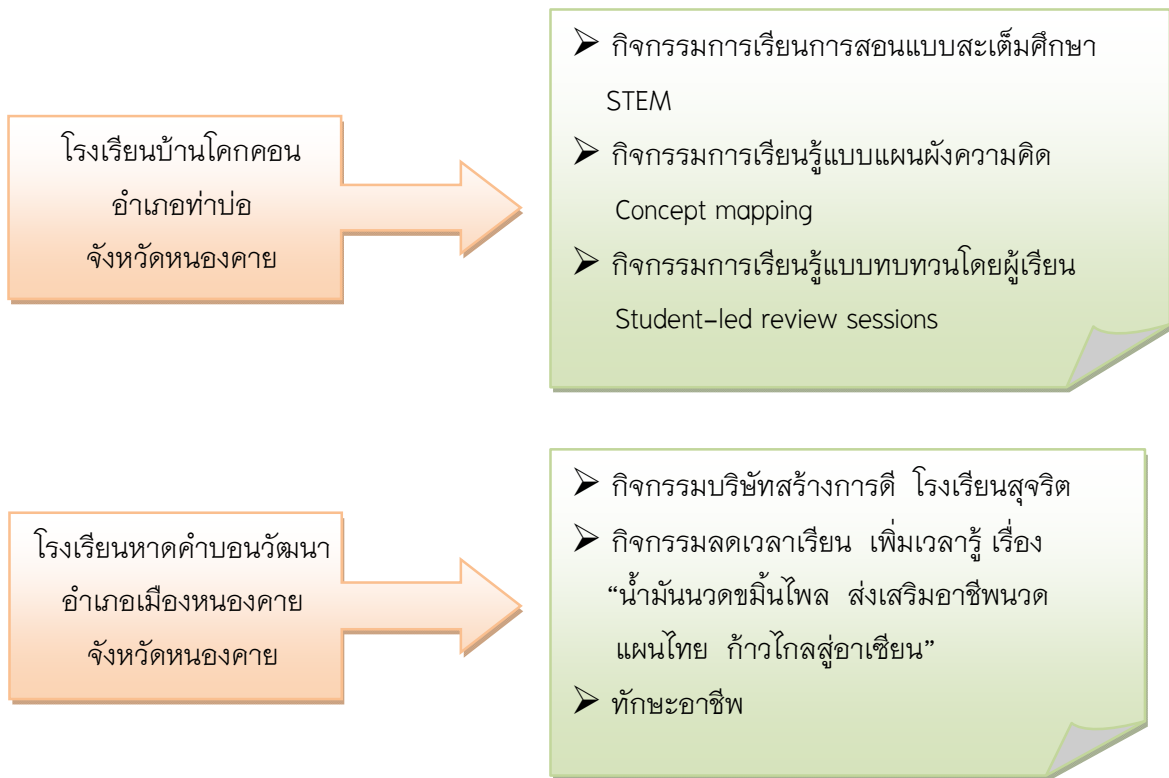 โรงเรียนบ้านโคกคอน
อำเภอท่าบ่อ
จังหวัดหนองคาย
➢ กิจกรรมการเรียนการสอนแบบสะเต็มศึกษา
STEM
➢ กิจกรรมการเรียนรู้แบบแผนผังความคิด
Concept mapping
➢ กิจกรรมการเรียนรู้แบบทบทวนโดยผู้เรียน
Student–led review sessions
โรงเรียนหาดคำบอนวัฒนา
อำเภอเมืองหนองคาย
จังหวัดหนองคาย
➢ กิจกรรมบริษัทสร้างการดี โรงเรียนสุจริต
➢ กิจกรรมลดเวลาเรียน เพิ่มเวลารู้ เรื่อง
“น้ำมันนวดขมิ้นไพล ส่งเสริมอาชีพนวด
แผนไทย ก้าวไกลสู่อาเซียน”
➢ ทักษะอาชีพ